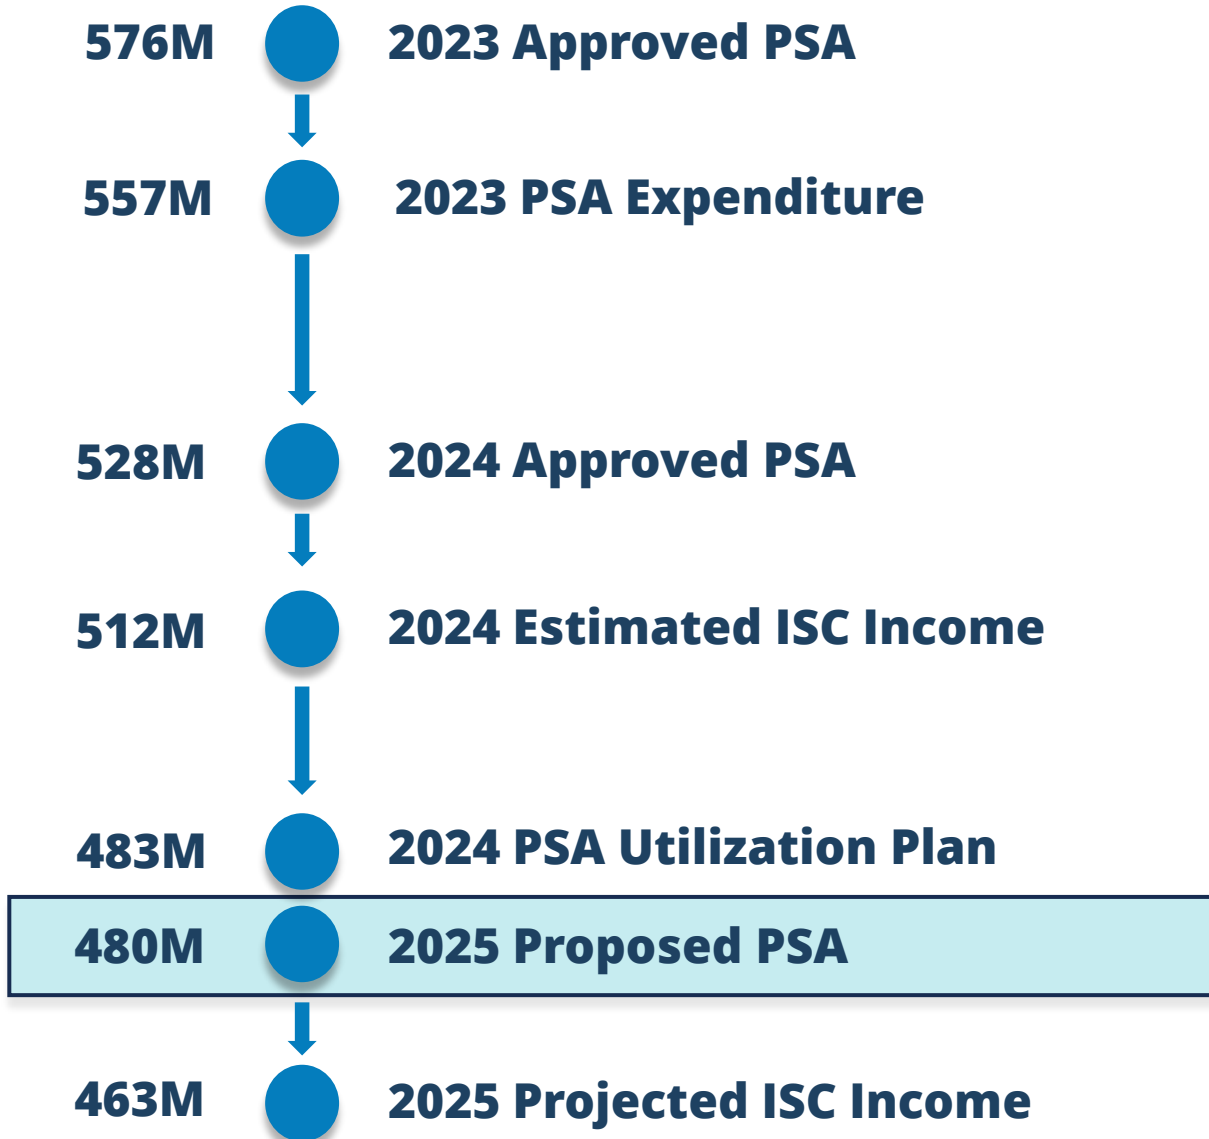 576M 2023 Approved PSA
557M 2023 PSA Expenditure
528M 2024 Approved PSA
512M 2024 Estimated ISC Income
483M 2024 PSA Utilization Plan
480M 2025 Proposed PSA
463M 2025 Projected ISC Income